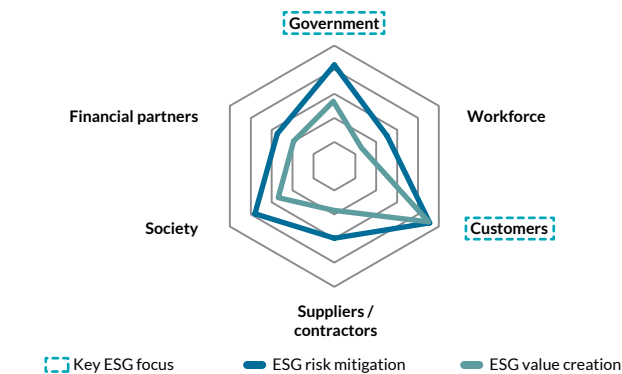 Government
Financial partners
Workforce
Society
Customers
Suppliers /
contractors
Key ESG focus
ESG risk mitigation
ESG value creation